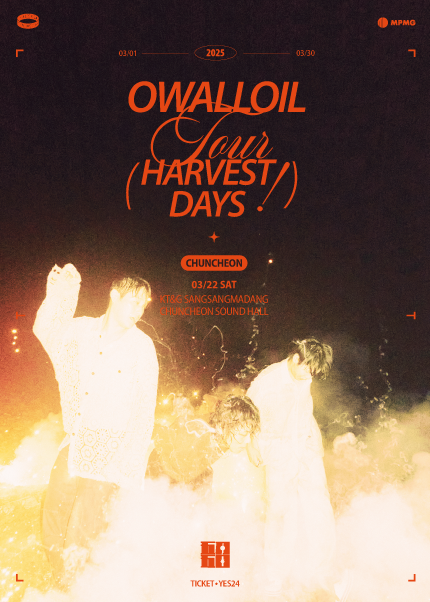 MPMG
03/01 2025 03/30
OWALLOIL
Tour
(HARVEST!)
DAYS
CHUNCHEON
03/22 SAT
KT&G SANGSANGMADANG
CHUNCHEON SOUND HALL
TICKET•YES24